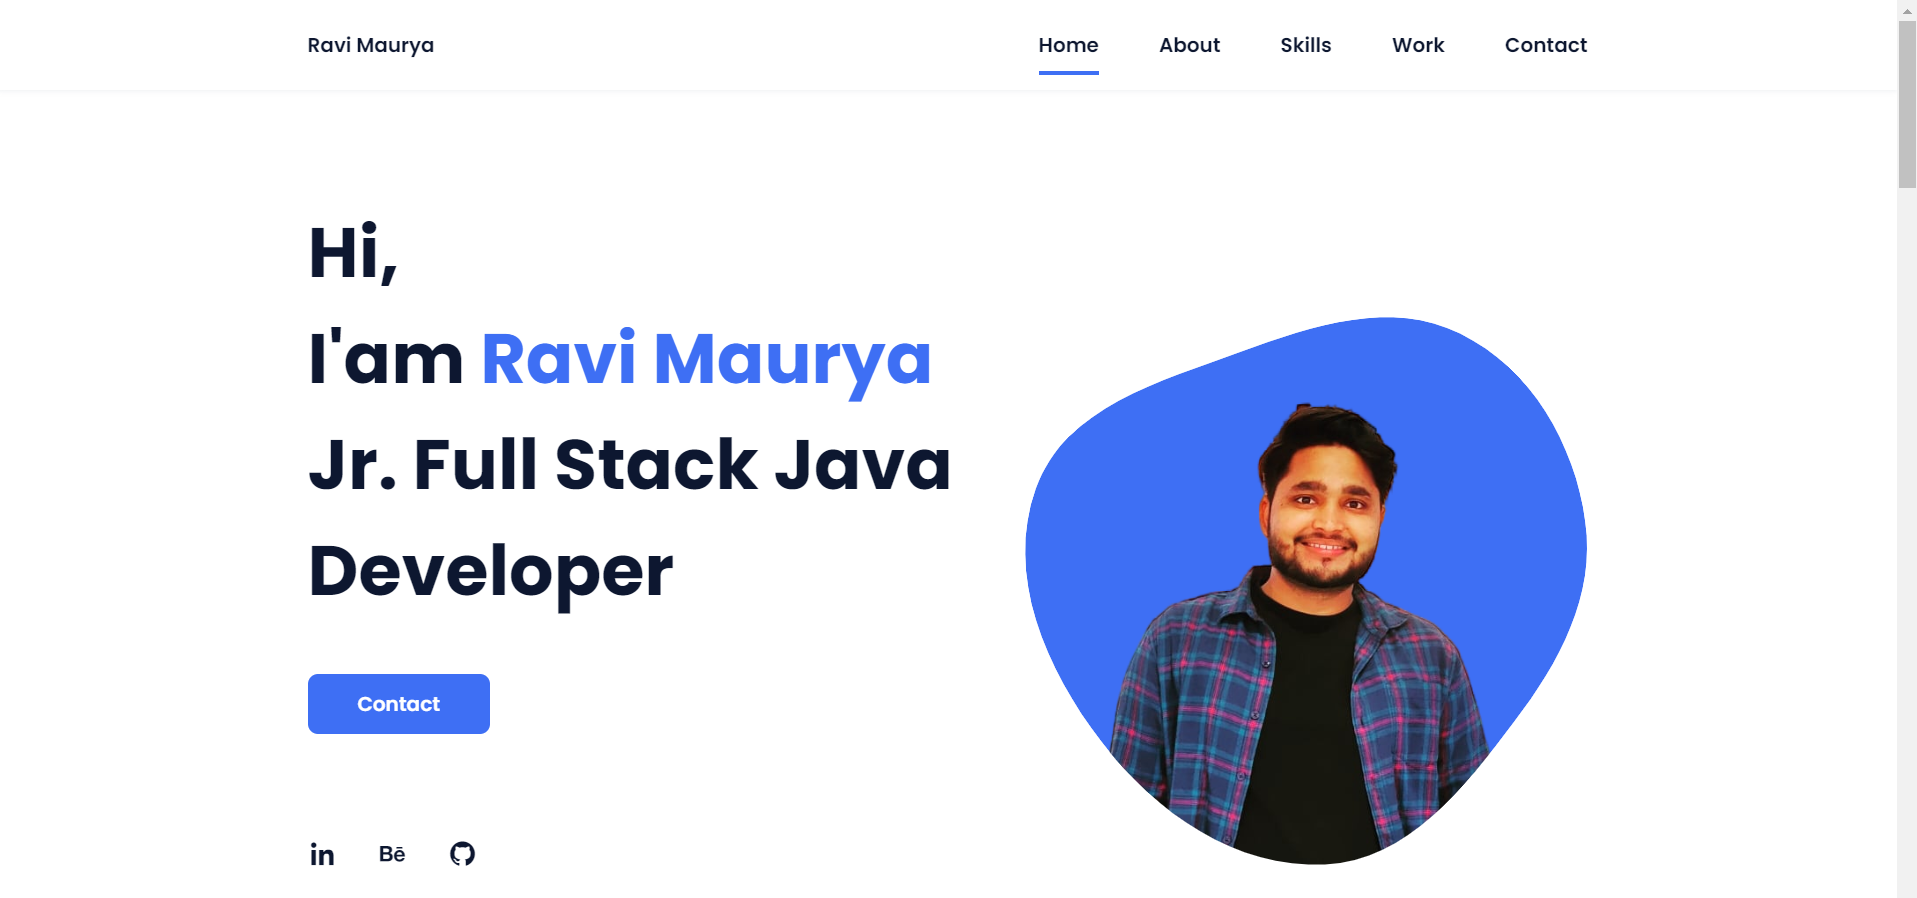 Ravi Maurya
Home About Skills Work Contact
Hi,
I'am Ravi Maurya
Jr. Full Stack Java
Developer
Contact
in Bē